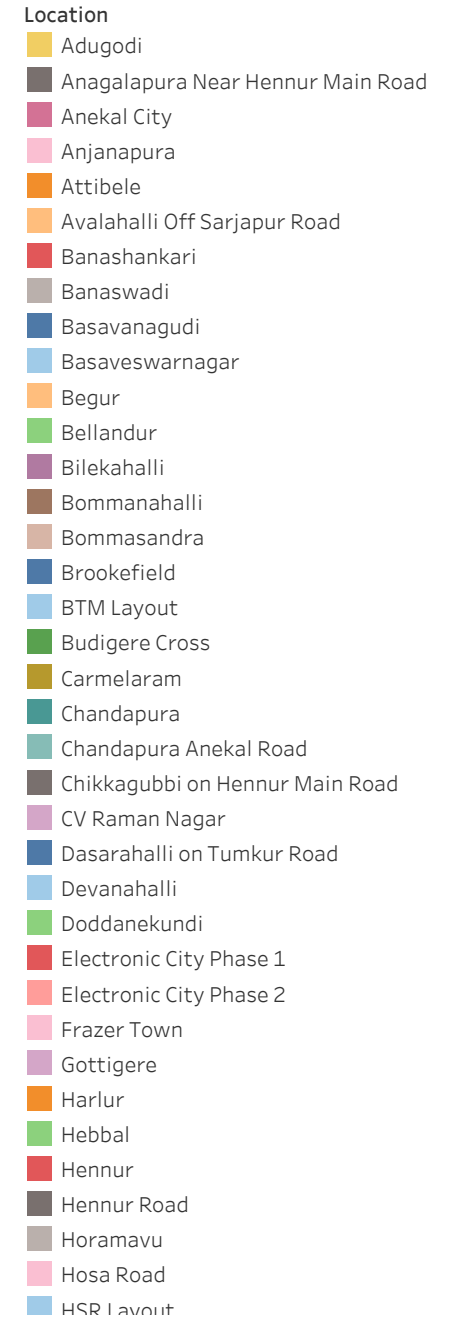 Location
Adugodi
Anagalapura Near Hennur Main Road
Anekal City
Anjanapura
Attibele
Avalahalli Off Sarjapur Road
Banashankari
Banaswadi
Basavanagudi
Basaveswarnagar
Begur
Bellandur
Bilekahalli
Bommanahalli
Bommasandra
Brookefield
BTM Layout
Budigere Cross
Carmelaram
Chandapura
Chandapura Anekal Road
Chikkagubbi on Hennur Main Road
CV Raman Nagar
Dasarahalli on Tumkur Road
Devanahalli
Doddanekundi
Electronic City Phase 1
Electronic City Phase 2
Frazer Town
Gottigere
Harlur
Hebbal
Hennur
Hennur Road
Horamavu
Hosa Road
HSR Layout